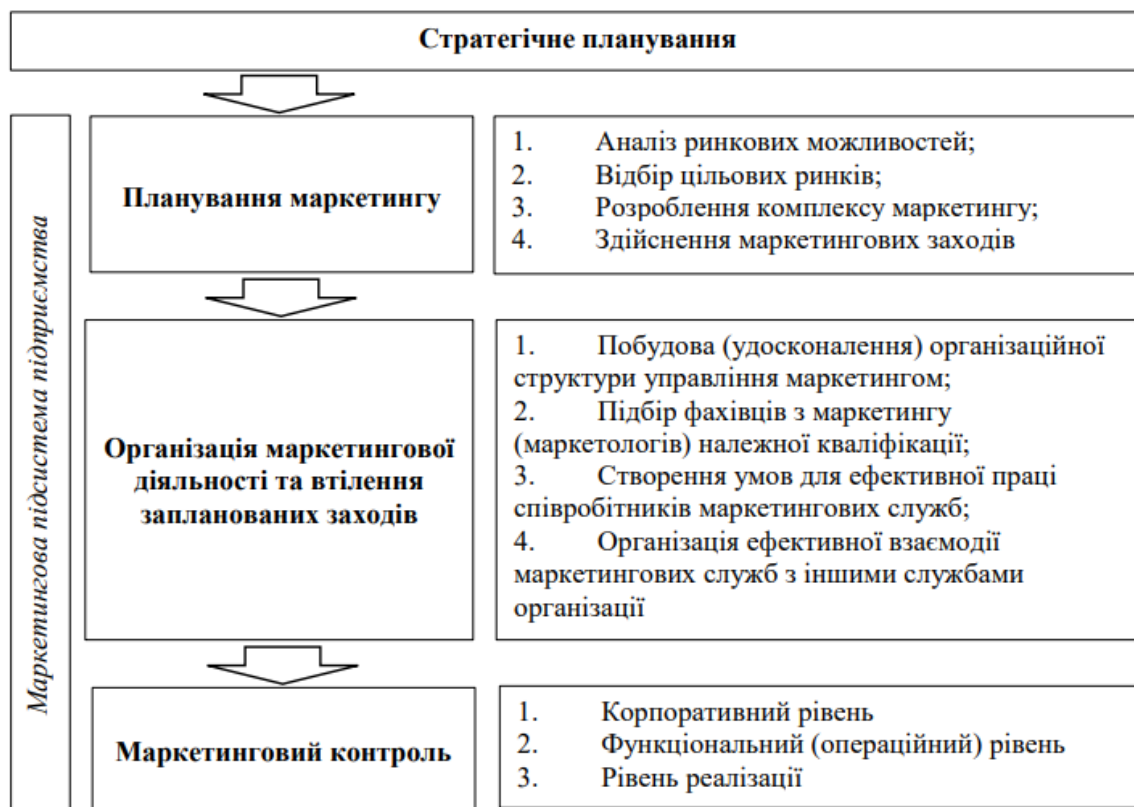 Стратегічне планування
Маркетингова підсистема підприємства
Планування маркетингу
1. Аналіз ринкових можливостей;
2. Відбір цільових ринків;
3. Розроблення комплексу маркетингу;
4. Здійснення маркетингових заходів
Організація маркетингової
діяльності та втілення
запланованих заходів
1. Побудова (удосконалення) організаційної
структури управління маркетингом;
2. Підбір фахівців з маркетингу
(маркетологів) належної кваліфікації;
3. Створення умов для ефективної праці
співробітників маркетингових служб;
4. Організація ефективної взаємодії
маркетингових служб з іншими службами
організації
Маркетинговий контроль
1. Корпоративний рівень
2. Функціональний (операційний) рівень
3. Рівень реалізації